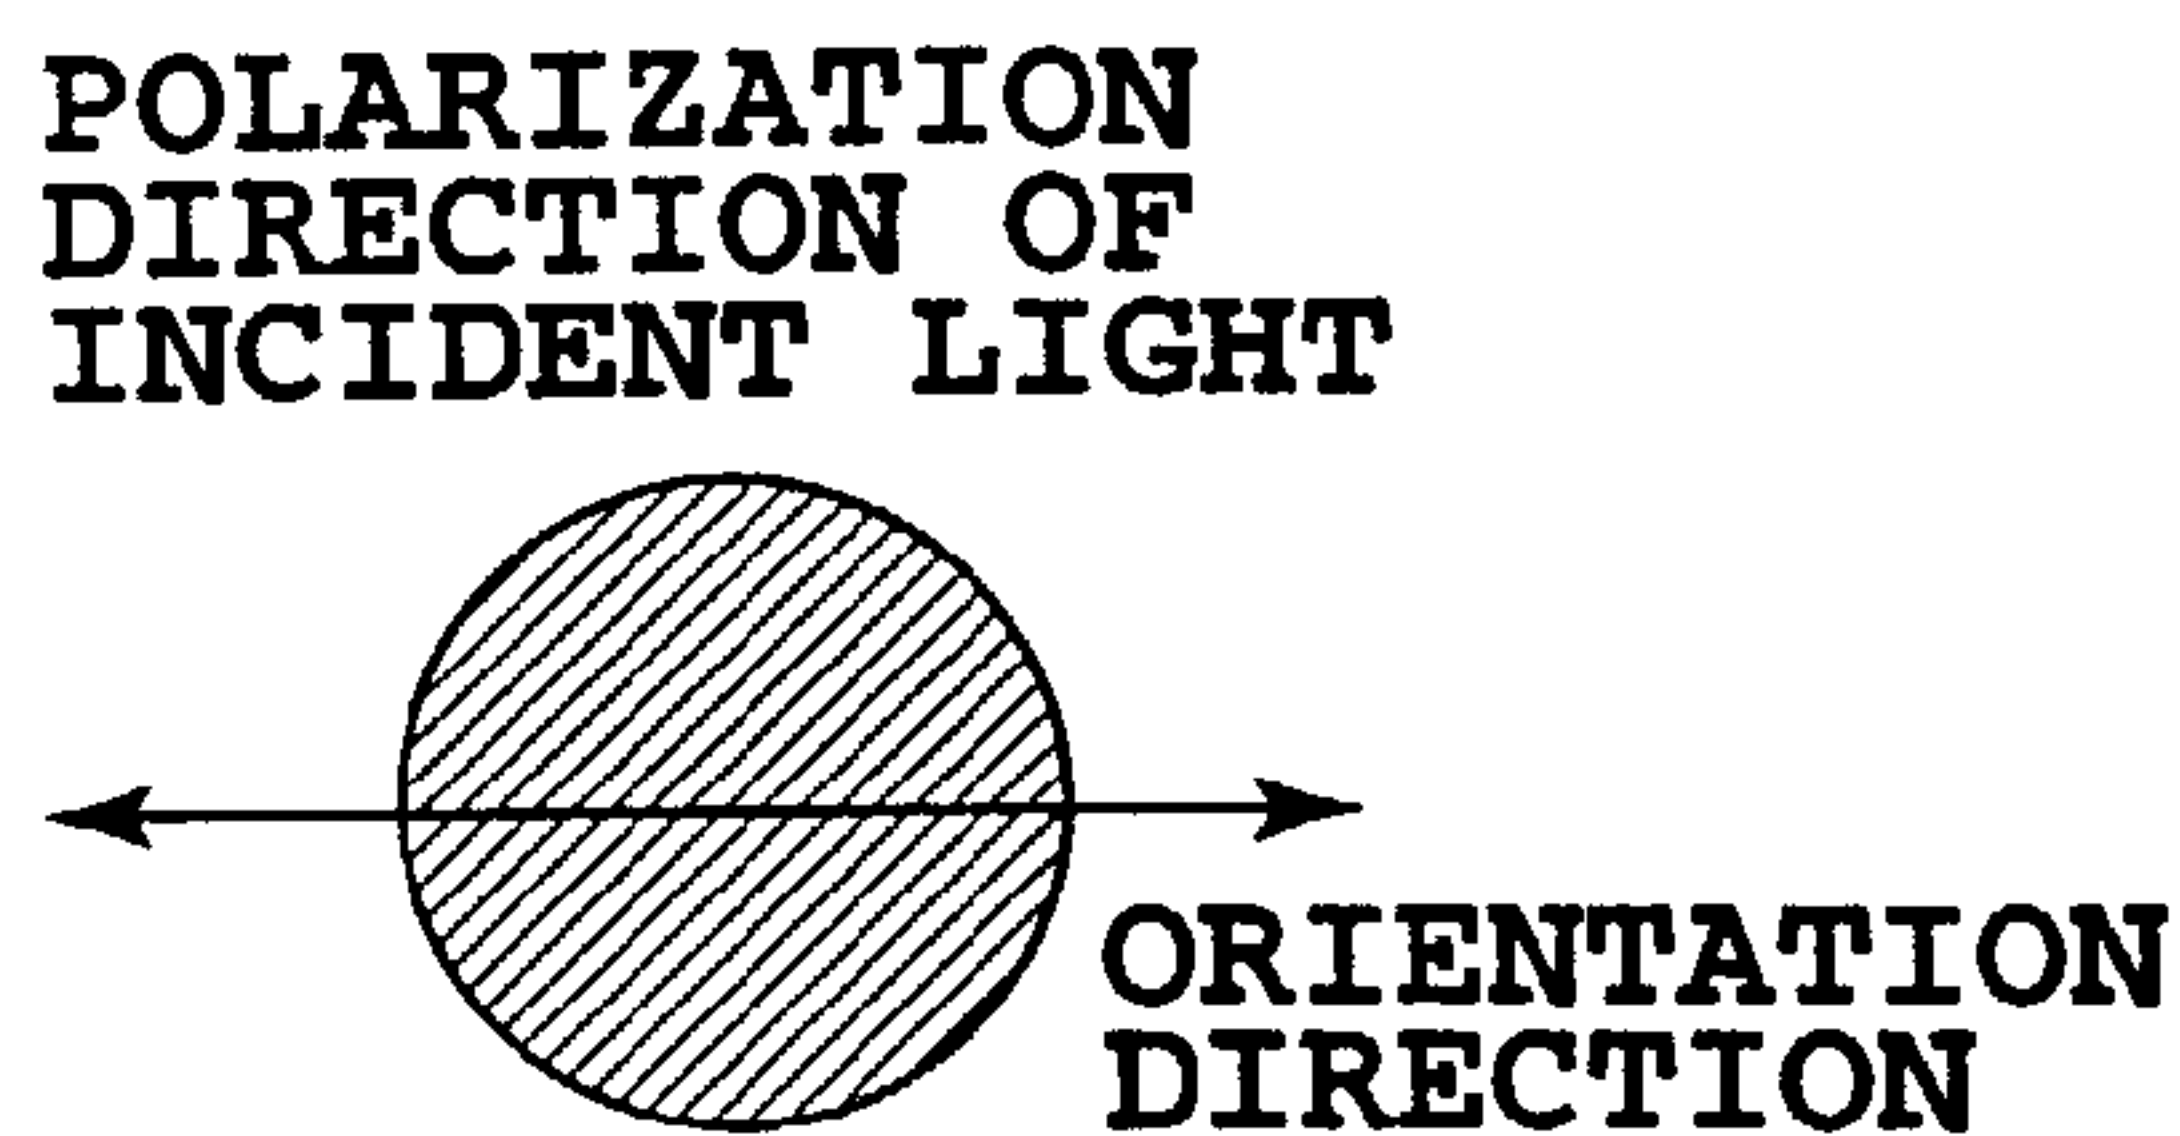 POLARIZATION
DIRECTION OF
INCIDENT LIGHT
ORIENTATION
DIRECTION